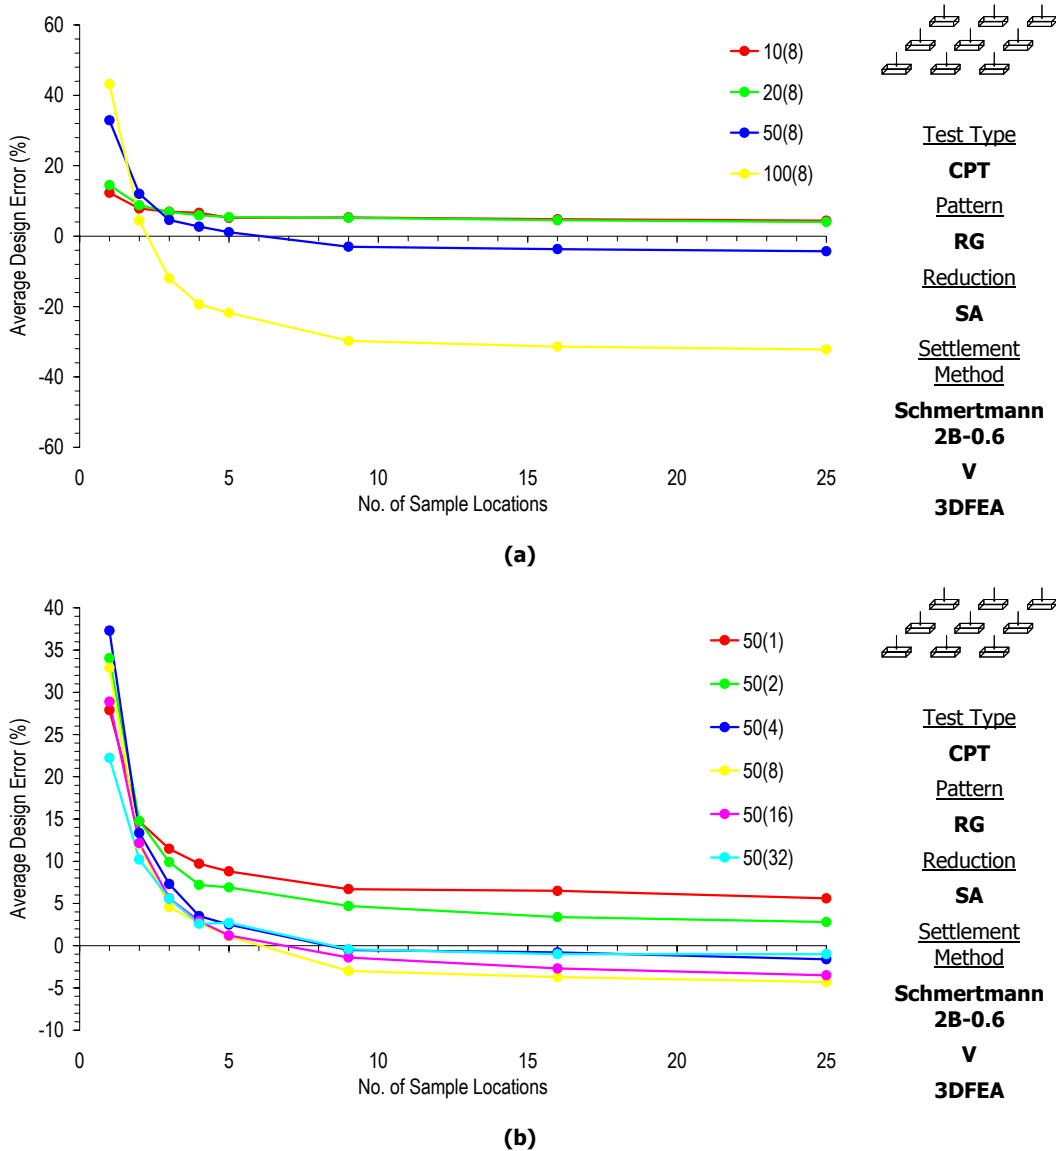 60
40
20
0
-20
-40
-60
Average Design Error (%)
0 5 10 15 20 25
No. of Sample Locations
10(8)
20(8)
50(8)
100(8)
Test Type
CPT
Pattern
RG
Reduction
SA
Settlement
Method
Schmertmann
2B-0.6
V
3DFEA
(a)
40
35
30
25
20
15
10
5
0
-5
-10
Average Design Error (%)
0 5 10 15 20 25
No. of Sample Locations
50(1)
50(2)
50(4)
50(8)
50(16)
50(32)
Test Type
CPT
Pattern
RG
Reduction
SA
Settlement
Method
Schmertmann
2B-0.6
V
3DFEA
(b)